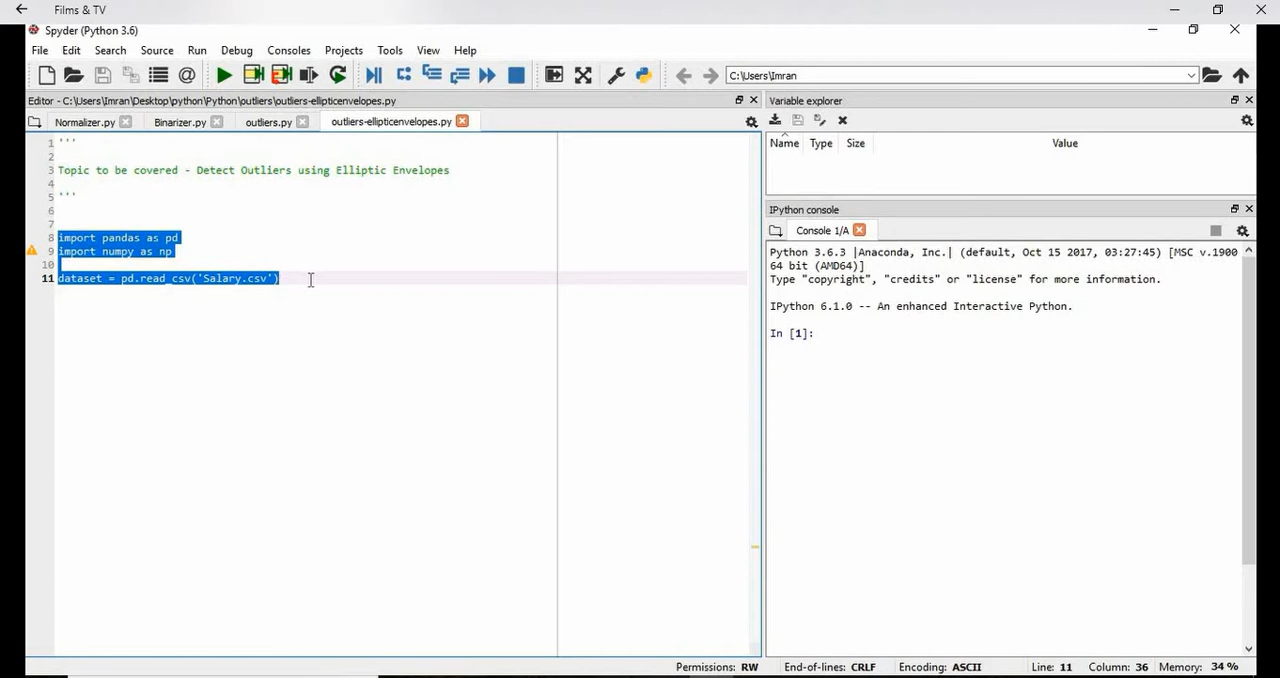 Films & TV
Spyder (Python 3.6)
File Edit Search Source Run Debug Consoles Projects Tools View Help
C:\Users\Imran
Editor - C:\Users\Imran\Desktop\python\Python\outliers\outliers-ellipticenvelopes.py
Normalizer.py Binarizer.py outliers.py outliers-ellipticenvelopes.py
1 '''
2
3 Topic to be covered - Detect Outliers using Elliptic Envelopes
4
5 '''
6
7
8 import pandas as pd
9 import numpy as np
10
11 dataset = pd.read_csv('Salary.csv')
Variable explorer
Name Type Size Value
IPython console
Console 1/A
Python 3.6.3 |Anaconda, Inc.| (default, Oct 15 2017, 03:27:45) [MSC v.1900
64 bit (AMD64)]
Type "copyright", "credits" or "license" for more information.
IPython 6.1.0 -- An enhanced Interactive Python.
In [1]:
Permissions: RW End-of-lines: CRLF Encoding: ASCII Line: 11 Column: 36 Memory: 34 %